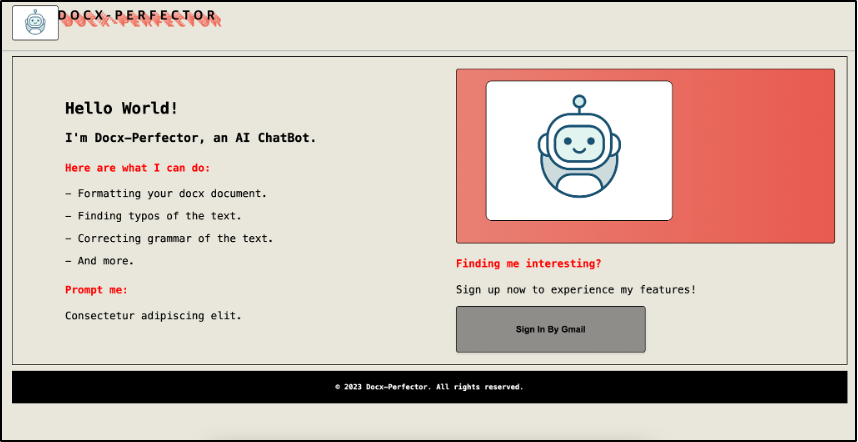 DOCX-PERFECTOR
Hello World!
I'm Docx-Perfector, an AI ChatBot.
Here are what I can do:
- Formatting your docx document.
- Finding typos of the text.
- Correcting grammar of the text.
- And more.
Prompt me:
Consectetur adipiscing elit.
Finding me interesting?
Sign up now to experience my features!
Sign In By Gmail
© 2023 Docx-Perfector. All rights reserved.